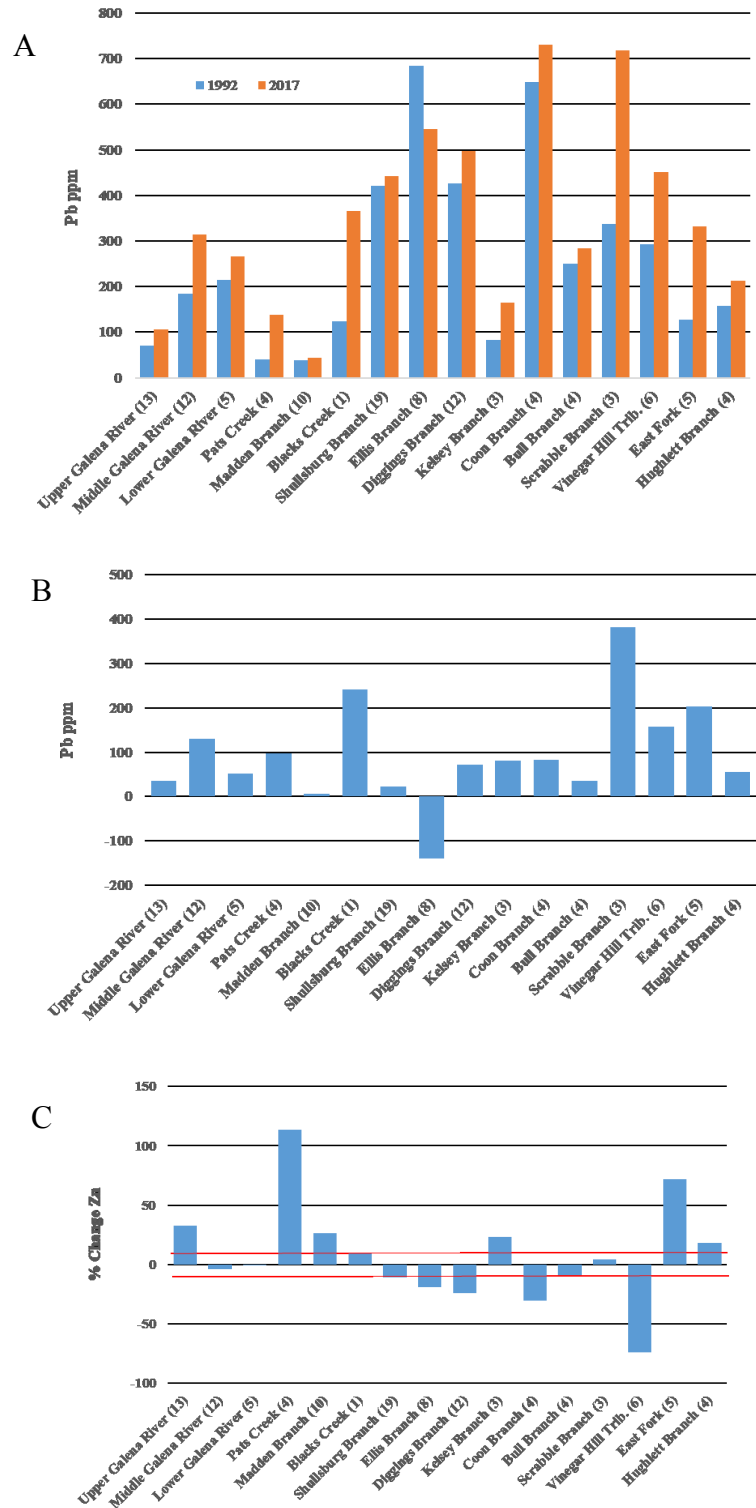 A
800
700
600
500
400
300
200
100
0
Pb ppm
1992 2017
Upper Galena River (13)
Middle Galena River (12)
Lower Galena River (5)
Pats Creek (4)
Madden Branch (10)
Blacks Creek (1)
Shullsburg Branch (19)
Ellis Branch (8)
Diggings Branch (12)
Kelsey Branch (3)
Coon Branch (4)
Bull Branch (4)
Scrabble Branch (3)
Vinegar Hill Trib. (6)
East Fork (5)
Hughlett Branch (4)
B
500
400
300
200
100
0
-100
-200
Pb ppm
Upper Galena River (13)
Middle Galena River (12)
Lower Galena River (5)
Pats Creek (4)
Madden Branch (10)
Blacks Creek (1)
Shullsburg Branch (19)
Ellis Branch (8)
Diggings Branch (12)
Kelsey Branch (3)
Coon Branch (4)
Bull Branch (4)
Scrabble Branch (3)
Vinegar Hill Trib. (6)
East Fork (5)
Hughlett Branch (4)
C
150
100
50
0
-50
-100
% Change Zn
Upper Galena River (13)
Middle Galena River (12)
Lower Galena River (5)
Pats Creek (4)
Madden Branch (10)
Blacks Creek (1)
Shullsburg Branch (19)
Ellis Branch (8)
Diggings Branch (12)
Kelsey Branch (3)
Coon Branch (4)
Bull Branch (4)
Scrabble Branch (3)
Vinegar Hill Trib. (6)
East Fork (5)
Hughlett Branch (4)